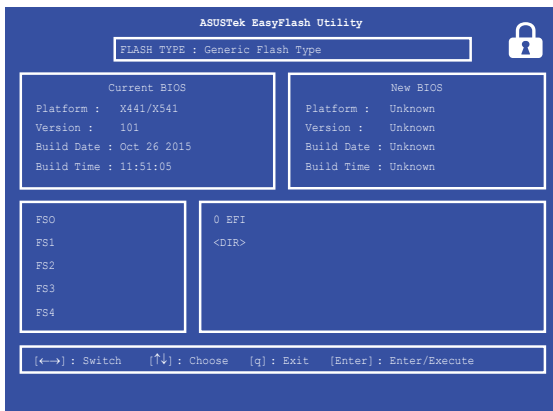 ASUSTek EasyFlash Utility
FLASH TYPE : Generic Flash Type
Current BIOS
Platform : X441/X541
Version : 101
Build Date : Oct 26 2015
Build Time : 11:51:05
New BIOS
Platform : Unknown
Version : Unknown
Build Date : Unknown
Build Time : Unknown
FSO
FS1
FS2
FS3
FS4
0 EFI
<DIR>
[←→] : Switch [↑↓] : Choose [q] : Exit [Enter] : Enter/Execute